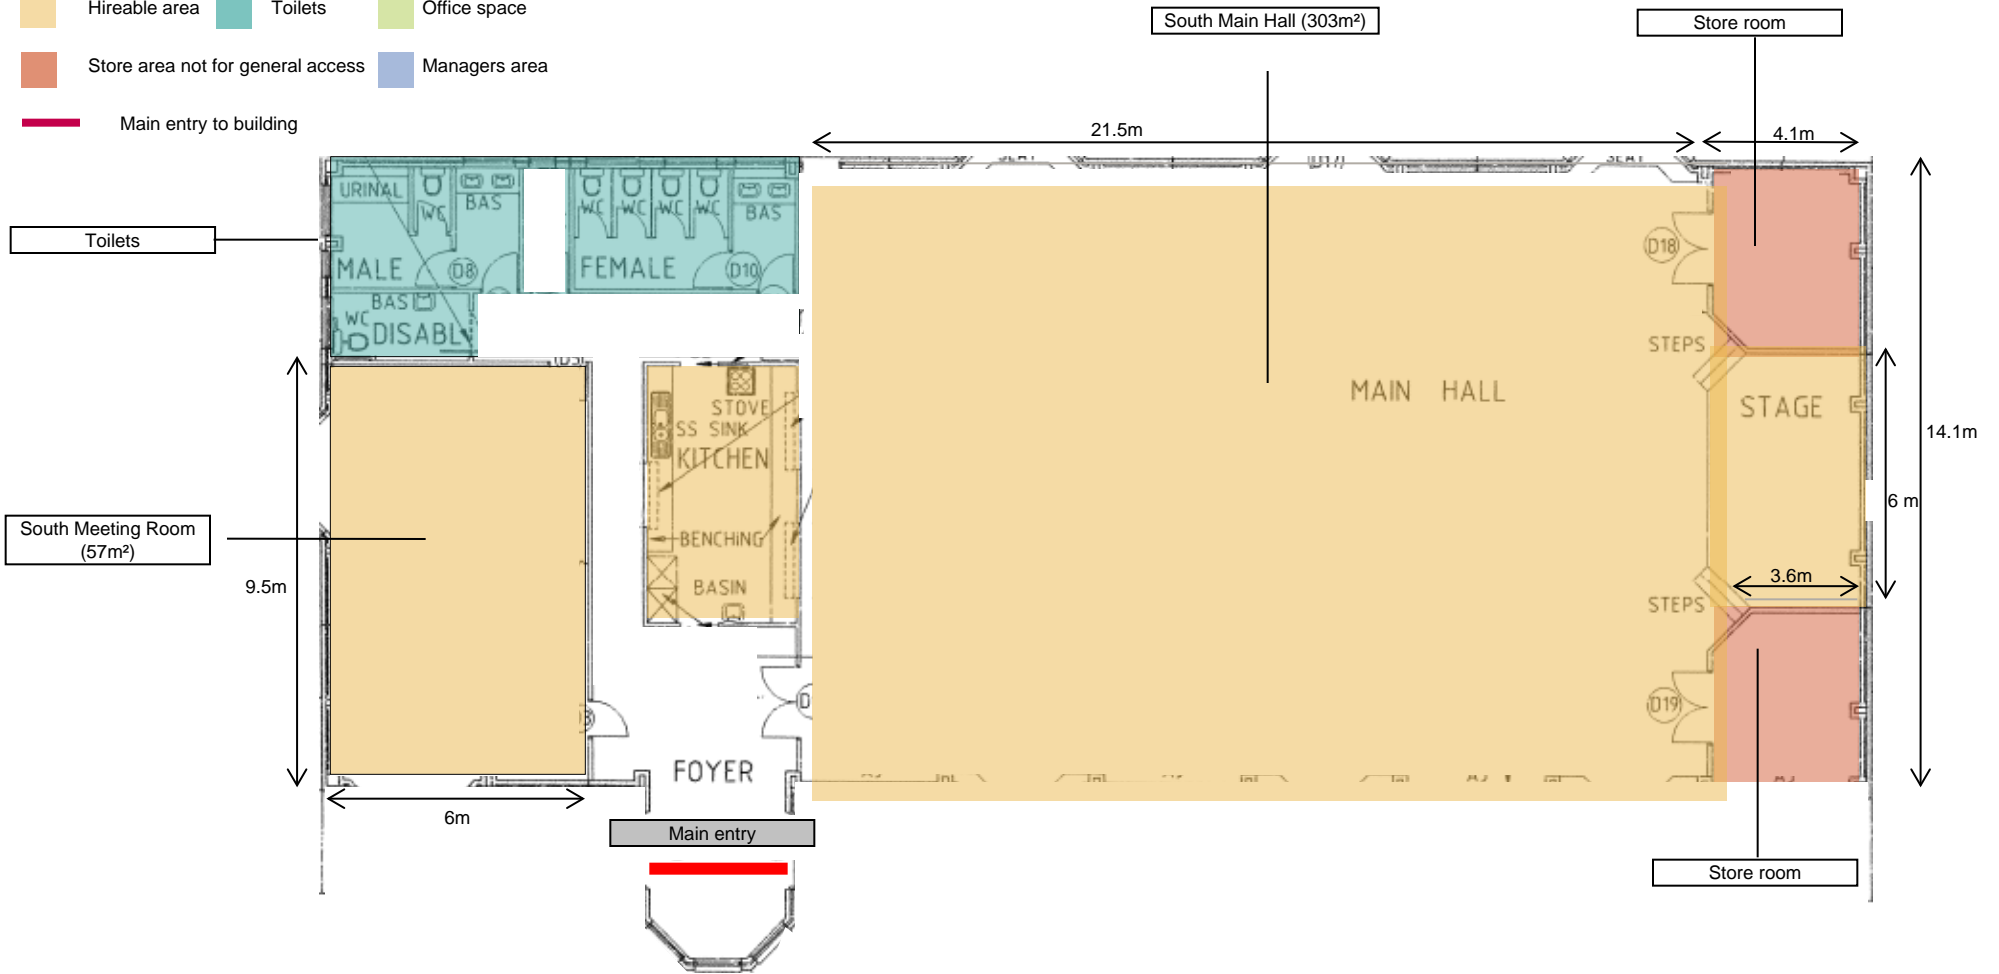 Hireable area
Toilets
Office space
Store area not for general access
Managers area
Main entry to building
South Main Hall (303m²)
Store room
21.5m
4.1m
URINAL
WC
BAS
WC
WC
WC
WC
BAS
Toilets
MALE
D8
FEMALE
D10
D18
BAS
WC
DISABL
STEPS
STOVE
SS SINK
KITCHEN
MAIN HALL
STAGE
14.1m
6 m
South Meeting Room
(57m²)
9.5m
BENCHING
BASIN
3.6m
STEPS
D19
FOYER
6m
Main entry
Store room